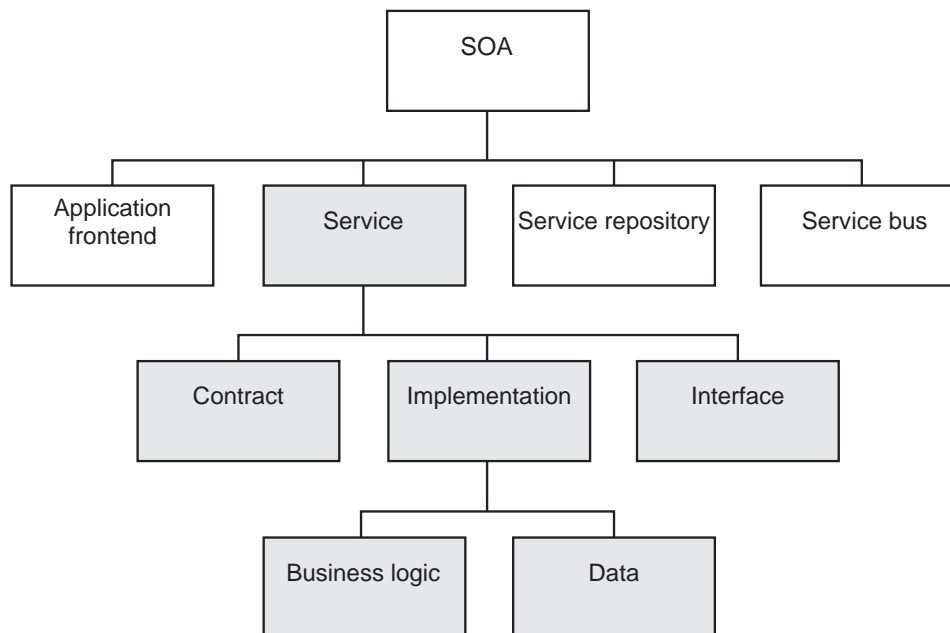 SOA
Application
frontend
Service
Service repository
Service bus
Contract
Implementation
Interface
Business logic
Data